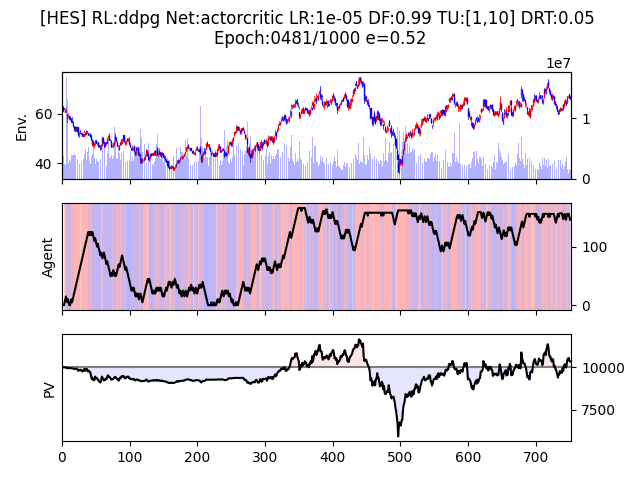 [HES] RL:ddpg Net:actorcritic LR:1e-05 DF:0.99 TU:[1,10] DRT:0.05
Epoch:0481/1000 e=0.52
1e7
Env.
60
40
1
0
Agent
100
0
PV
10000
7500
0 100 200 300 400 500 600 700